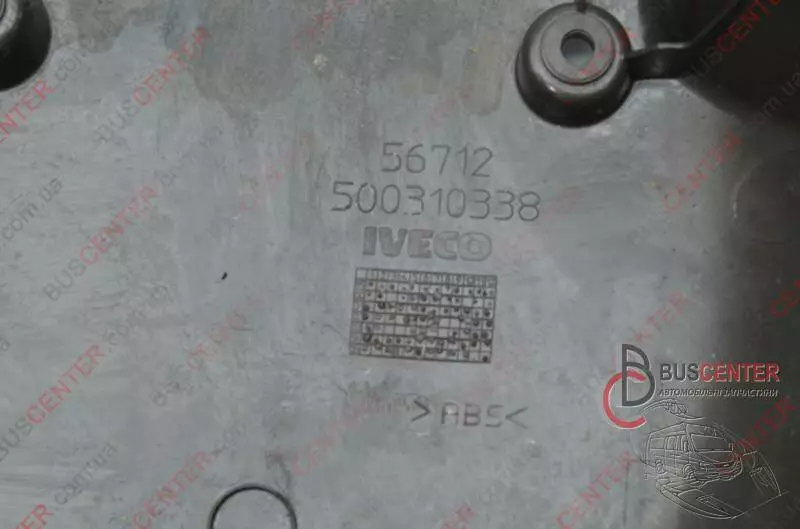 56712
500310338
IVECO
>ABS<
BUSCENTER
АВТОМОБІЛЬНІ ЗАПЧАСТИНИ